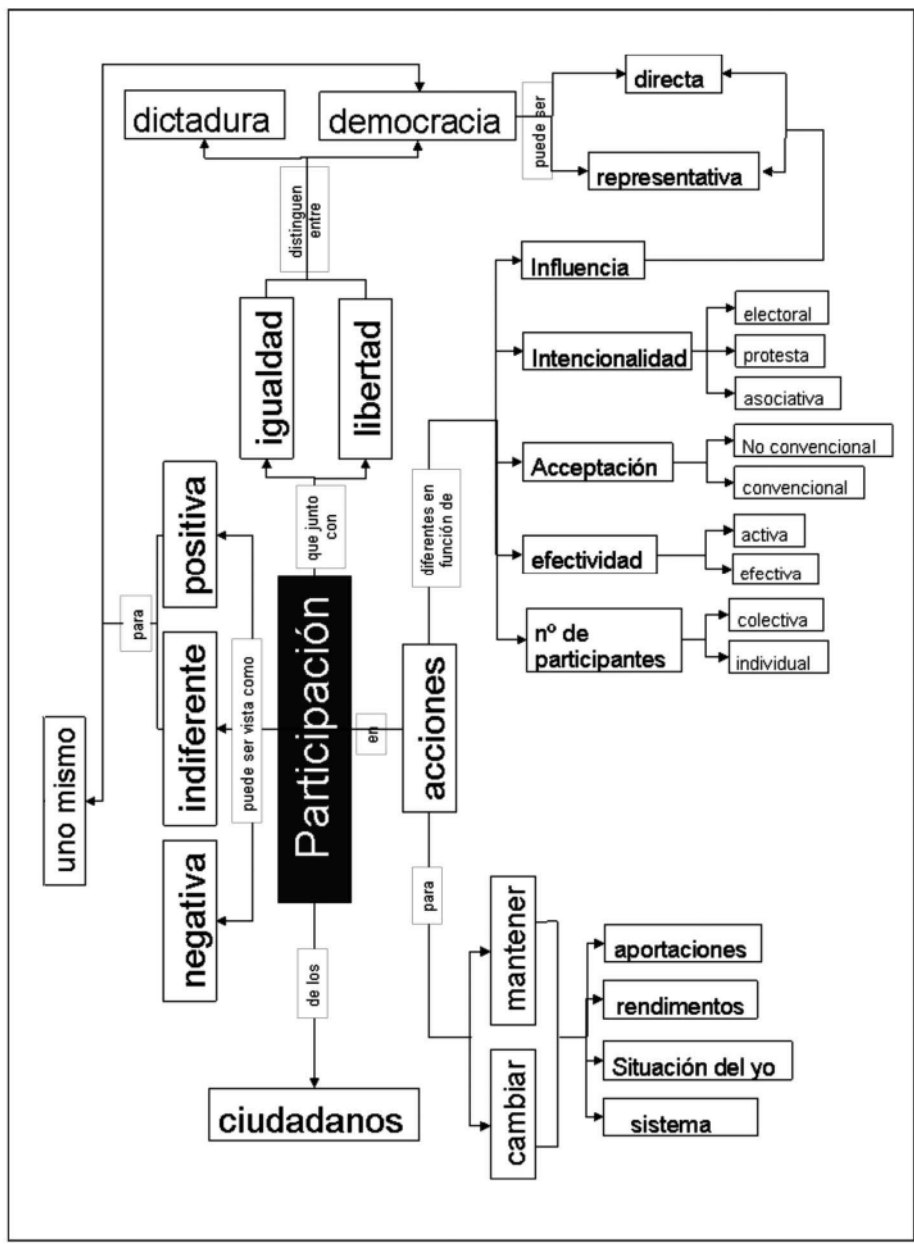 dictadura
democracia
puede ser
directa
representativa
distinguen
entre
igualdad
libertad
que junto
con
uno mismo
para
positiva
indiferente
negativa
puede ser vista como
Participación
en
acciones
diferentes en
función de
Influencia
Intencionalidad
electoral
protesta
asociativa
Acceptación
No convencional
convencional
efectividad
activa
efectiva
nº de
participantes
colectiva
individual
de los
ciudadanos
para
mantener
cambiar
aportaciones
rendimentos
Situación del yo
sistema